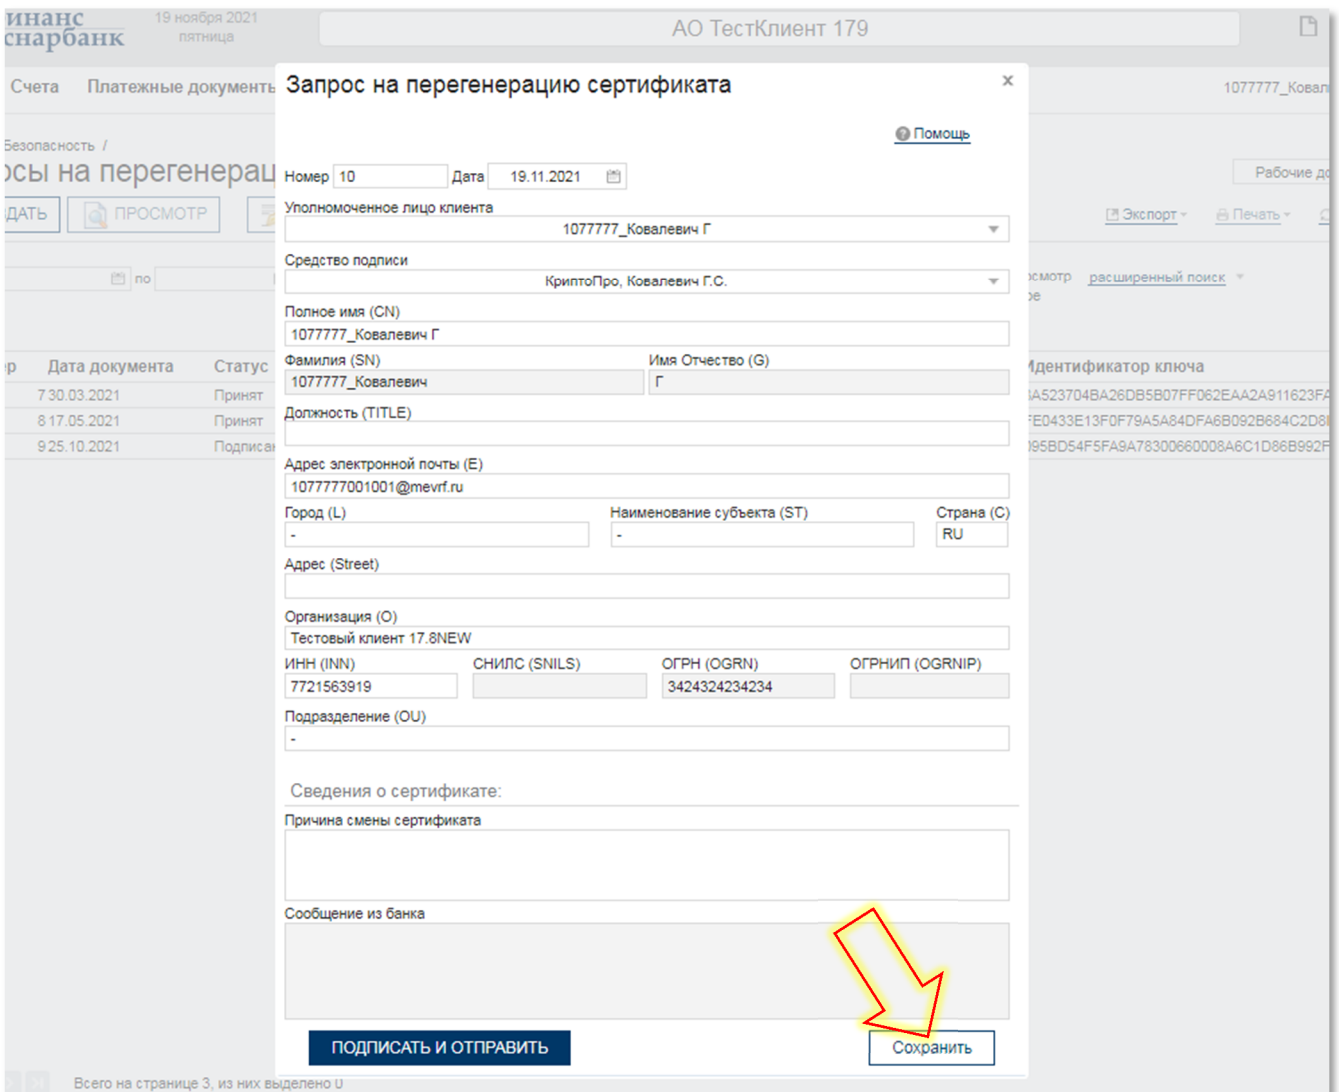 инанс
снарбанк
19 ноября 2021
пятница
АО ТестКлиент 179
Счета Платежные документы
1077777_Ковал
Безопасность /
осы на перегенерац
Рабочие до
ДАТЬ ПРОСМОТР
Экспорт Печать
по
осмотр расширенный поиск
ое
ер Дата документа Статус Идентификатор ключа
7 30.03.2021 Принят A523704BA26DB5B07FF062EAA2A911623FA
8 17.05.2021 Принят FE0433E13F0F79A5A84DFA6B092B684C2D8
9 25.10.2021 Подписан 095BD54F5FA9A78300660008A6C1D86B992F
Запрос на перегенерацию сертификата
x
Помощь
Номер 10 Дата 19.11.2021
Уполномоченное лицо клиента
1077777_Ковалевич Г
Средство подписи
КриптоПро, Ковалевич Г.С.
Полное имя (CN)
1077777_Ковалевич Г
Фамилия (SN) Имя Отчество (G)
1077777_Ковалевич Г
Должность (TITLE)
Адрес электронной почты (E)
1077777001001@mevrf.ru
Город (L) Наименование субъекта (ST) Страна (C)
- - RU
Адрес (Street)
Организация (O)
Тестовый клиент 17.8NEW
ИНН (INN) СНИЛС (SNILS) ОГРН (OGRN) ОГРНИП (OGRNIP)
7721563919 3424324234234
Подразделение (OU)
-
Сведения о сертификате:
Причина смены сертификата
Сообщение из банка
ПОДПИСАТЬ И ОТПРАВИТЬ Сохранить
Всего на странице 3, из них выделено 0